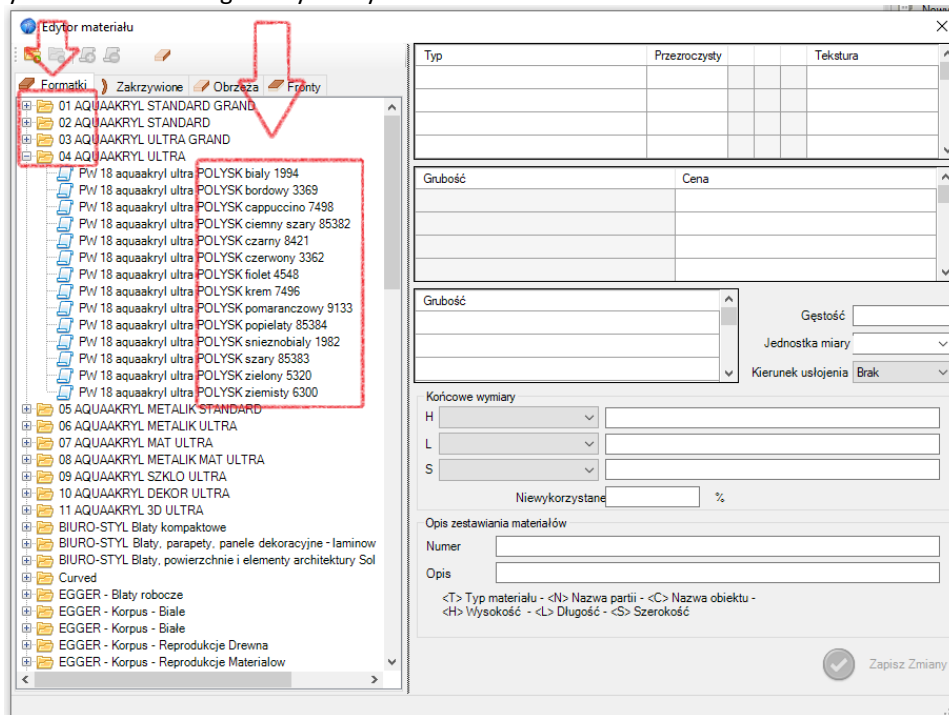 Edytor materiału
Formatki Zakrzywione Obrzeża Fronty
01 AQUAAKRYL STANDARD GRAND
02 AQUAAKRYL STANDARD
03 AQUAAKRYL ULTRA GRAND
04 AQUAAKRYL ULTRA
PW 18 aquaakryl ultra POLYSK bialy 1994
PW 18 aquaakryl ultra POLYSK bordowy 3369
PW 18 aquaakryl ultra POLYSK cappuccino 7498
PW 18 aquaakryl ultra POLYSK ciemny szary 85382
PW 18 aquaakryl ultra POLYSK czarny 8421
PW 18 aquaakryl ultra POLYSK czerwony 3362
PW 18 aquaakryl ultra POLYSK fiolet 4548
PW 18 aquaakryl ultra POLYSK krem 7496
PW 18 aquaakryl ultra POLYSK pomaranczowy 9133
PW 18 aquaakryl ultra POLYSK popielaty 85384
PW 18 aquaakryl ultra POLYSK snieznobialy 1982
PW 18 aquaakryl ultra POLYSK szary 85383
PW 18 aquaakryl ultra POLYSK zielony 5320
PW 18 aquaakryl ultra POLYSK ziemisty 6300
05 AQUAAKRYL METALIK STANDARD
06 AQUAAKRYL METALIK ULTRA
07 AQUAAKRYL MAT ULTRA
08 AQUAAKRYL METALIK MAT ULTRA
09 AQUAAKRYL SZKLO ULTRA
10 AQUAAKRYL DEKOR ULTRA
11 AQUAAKRYL 3D ULTRA
BIURO-STYL Blaty kompaktowe
BIURO-STYL Blaty, parapety, panele dekoracyjne - laminow
BIURO-STYL Blaty, powierzchnie i elementy architektury Sol
Curved
EGGER - Blaty robocze
EGGER - Korpus - Biale
EGGER - Korpus - Białe
EGGER - Korpus - Reprodukcje Drewna
EGGER - Korpus - Reprodukcje Materialow
Typ Przezroczysty Tekstura
Grubość Cena
Grubość
Gęstość
Jednostka miary
Kierunek usłojenia Brak
Końcowe wymiary
H
L
S
Niewykorzystane %
Opis zestawiania materiałów
Numer
Opis
<T> Typ materiału - <N> Nazwa partii - <C> Nazwa obiektu -
<H> Wysokość - <L> Długość - <S> Szerokość
Zapisz Zmiany